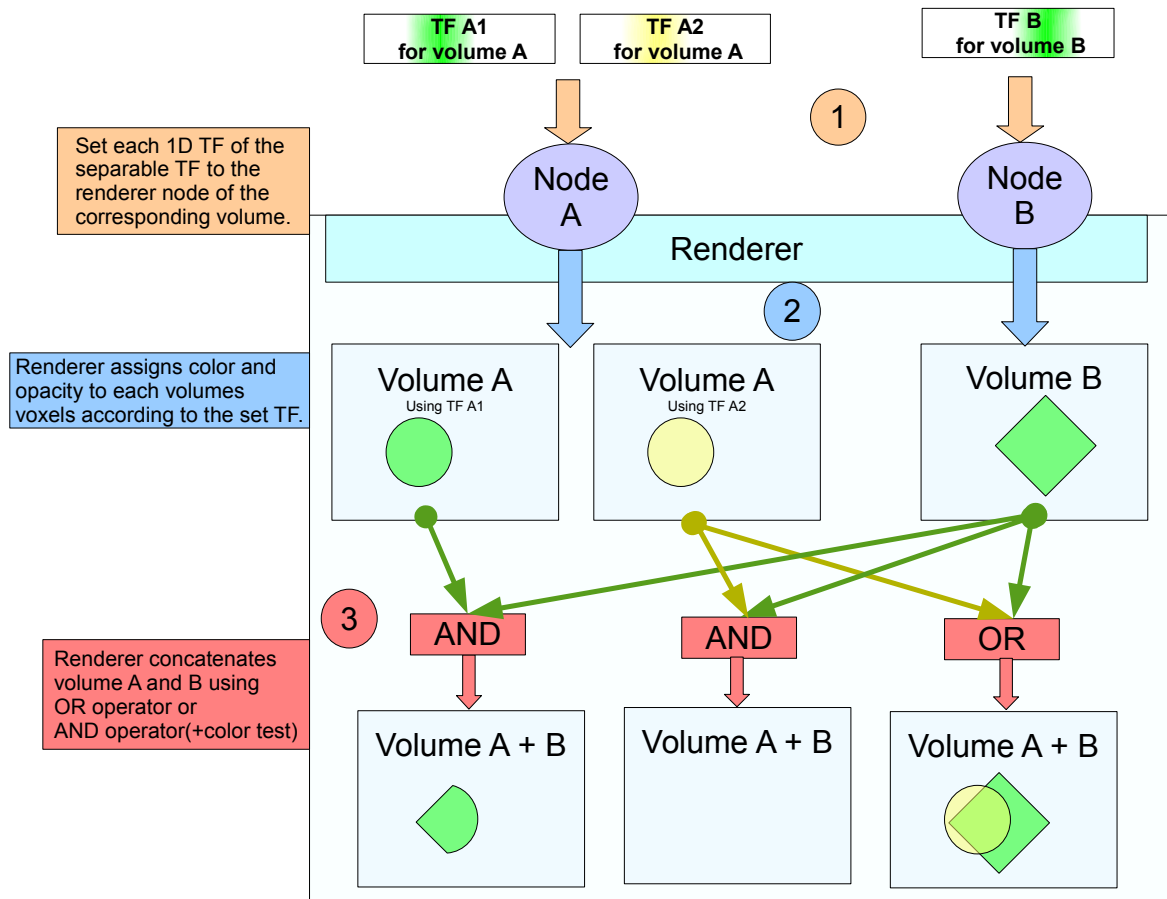 TF A1
for volume A
TF A2
for volume A
TF B
for volume B
1
Set each 1D TF of the
separable TF to the
renderer node of the
corresponding volume.
Node
A
Node
B
Renderer
2
Renderer assigns color and
opacity to each volumes
voxels according to the set TF.
Volume A
Using TF A1
Volume A
Using TF A2
Volume B
3
AND
AND
OR
Renderer concatenates
volume A and B using
OR operator or
AND operator(+color test)
Volume A + B
Volume A + B
Volume A + B